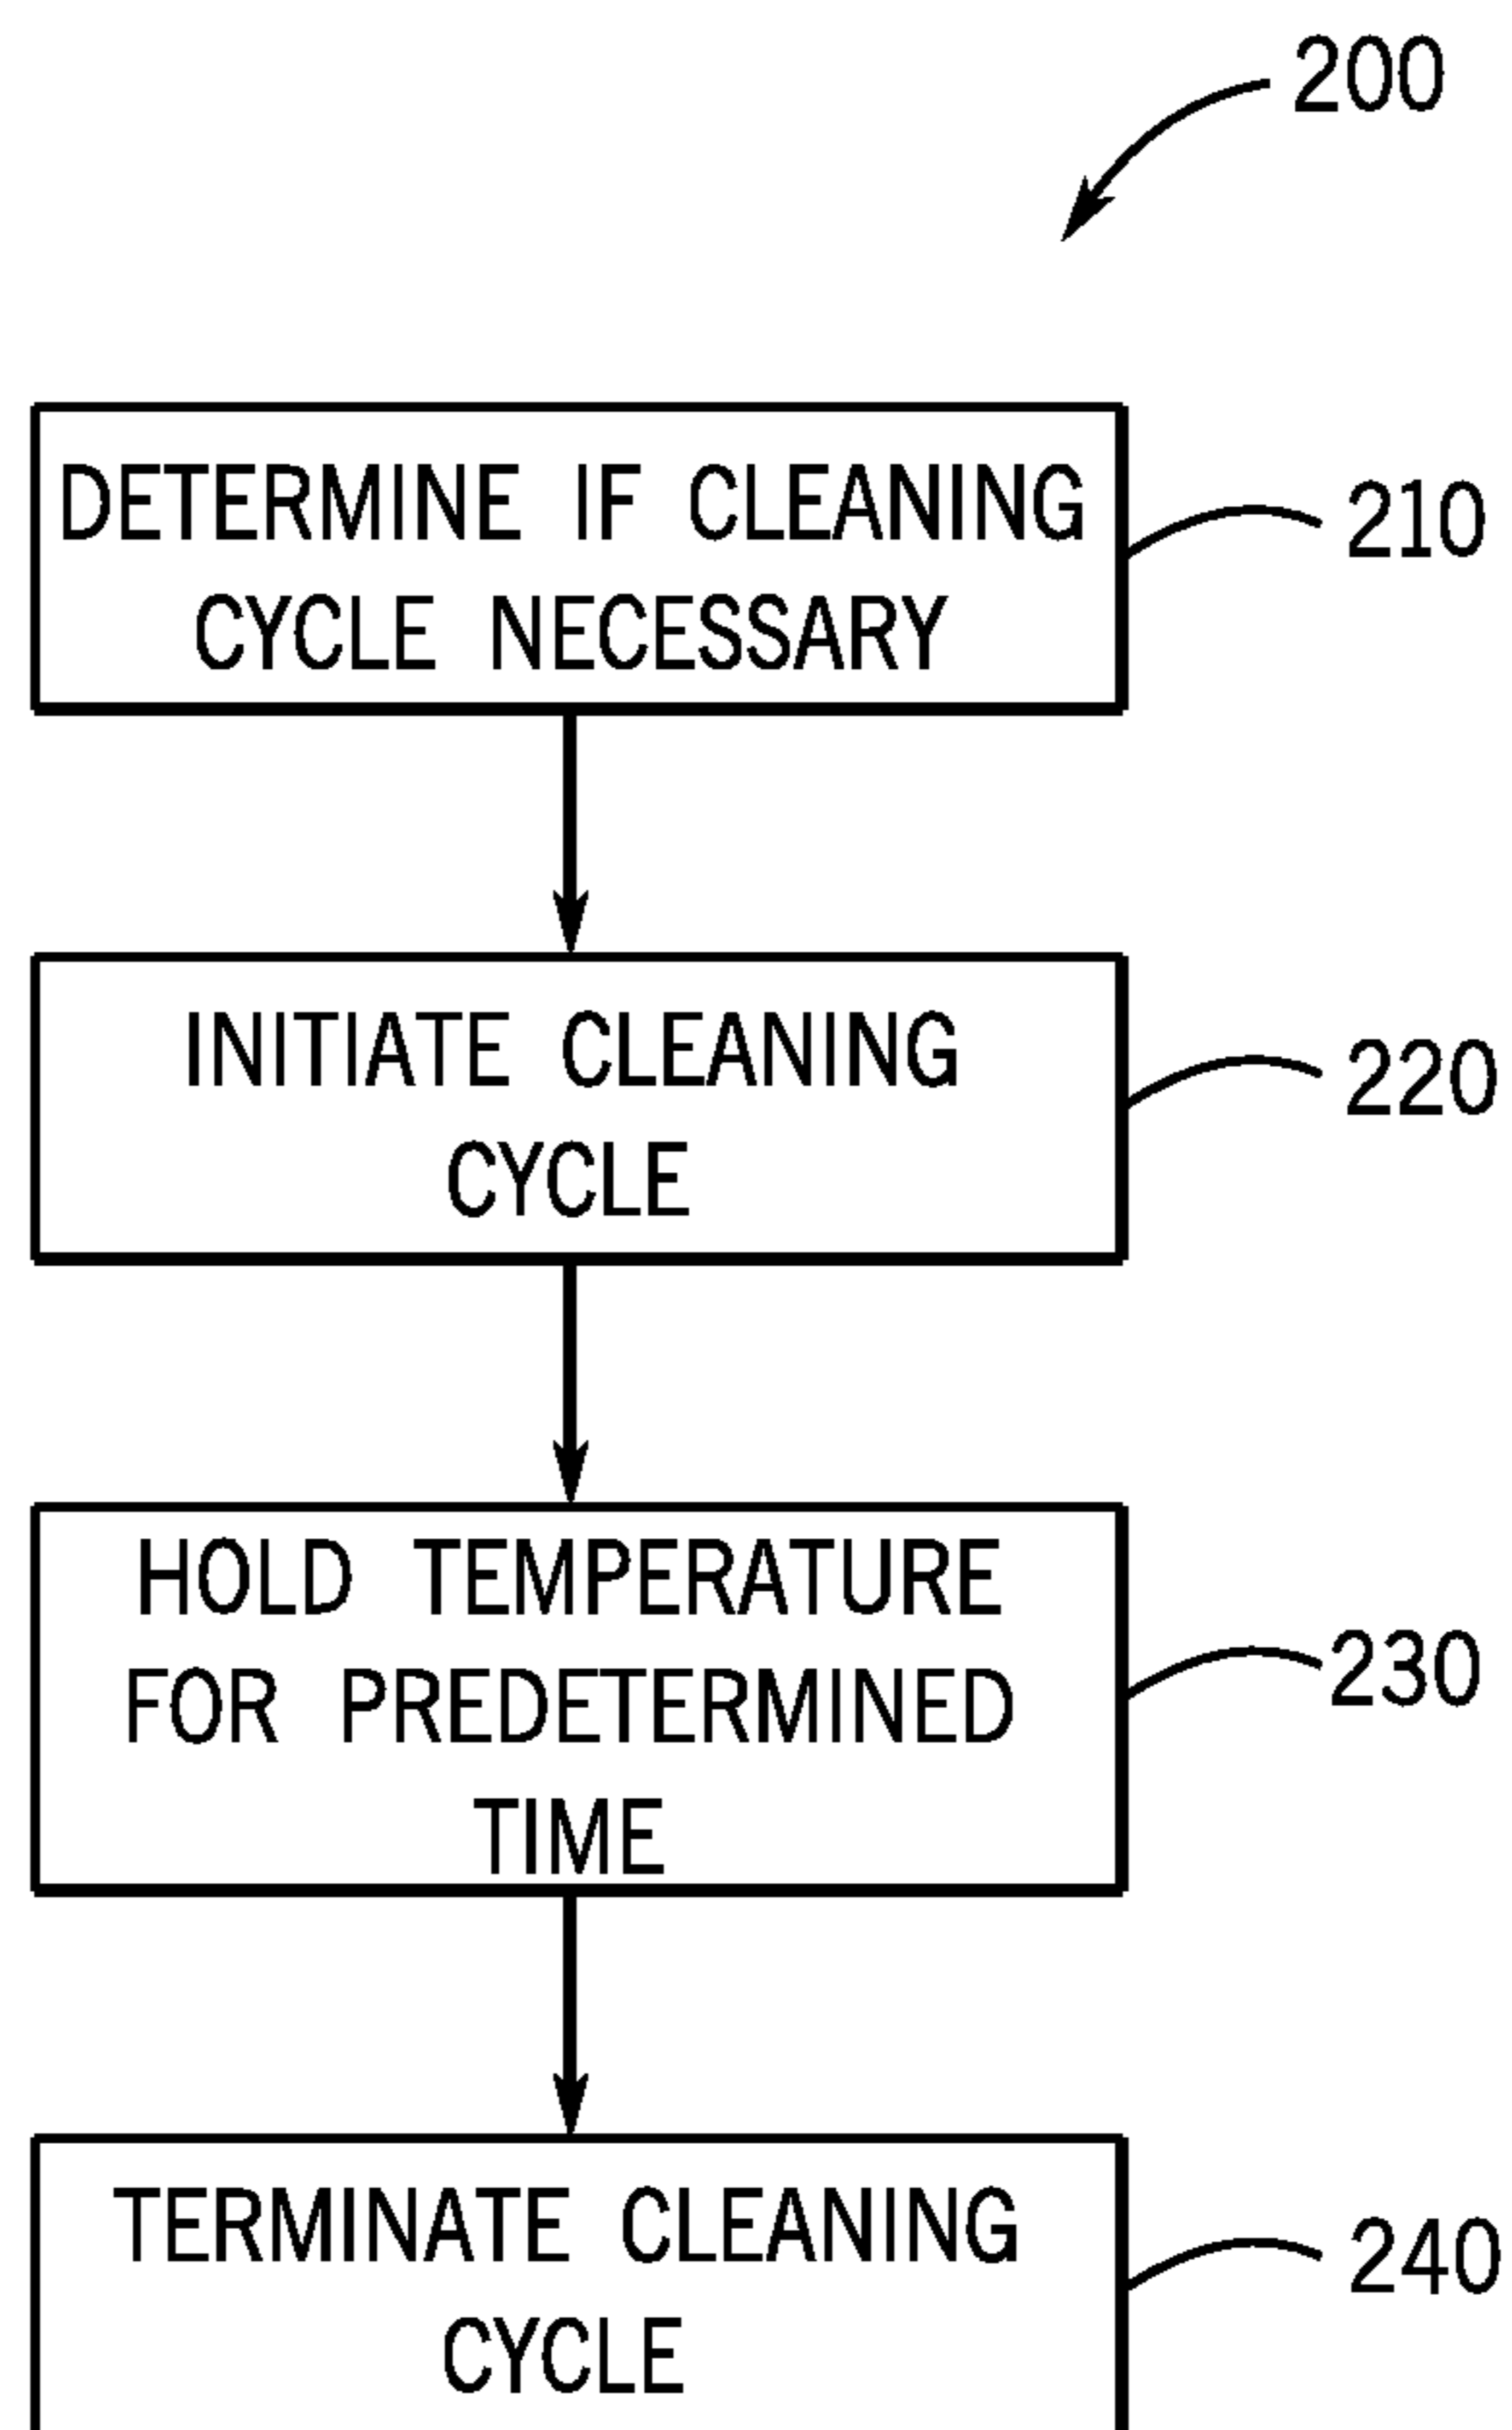 200
DETERMINE IF CLEANING
CYCLE NECESSARY
210
INITIATE CLEANING
CYCLE
220
HOLD TEMPERATURE
FOR PREDETERMINED
TIME
230
TERMINATE CLEANING
CYCLE
240